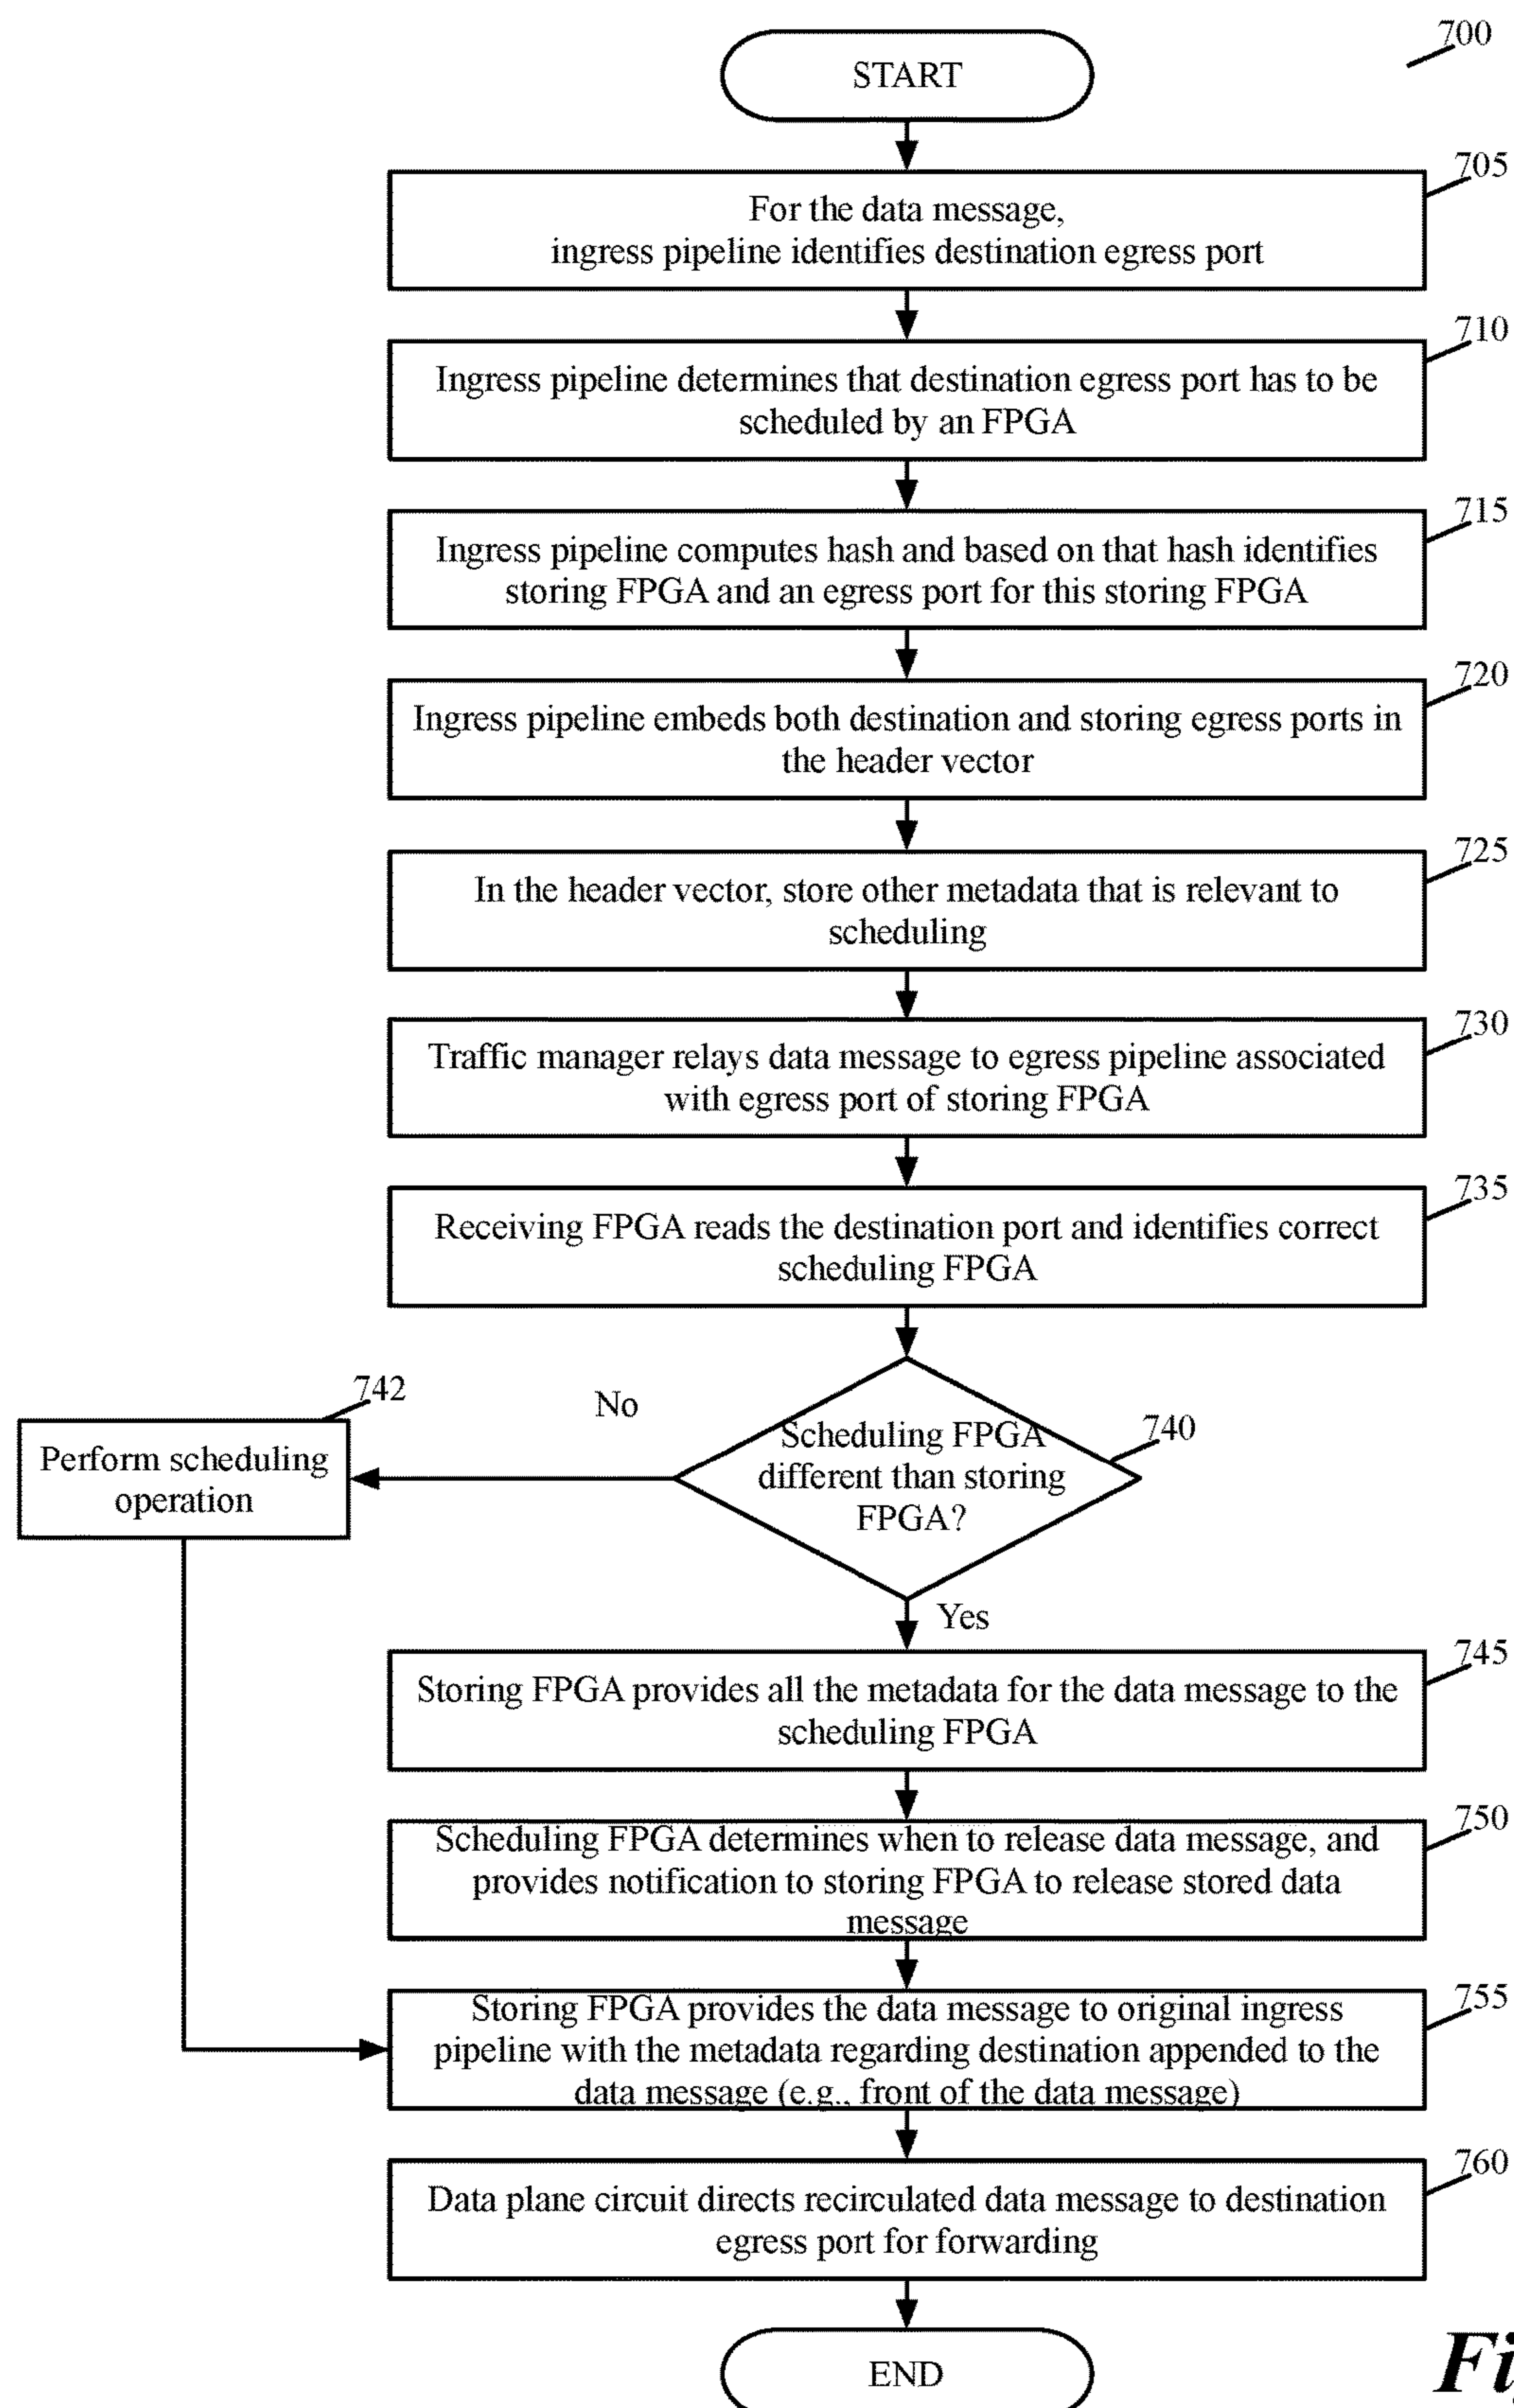 700
START
705
For the data message,
ingress pipeline identifies destination egress port
710
Ingress pipeline determines that destination egress port has to be
scheduled by an FPGA
715
Ingress pipeline computes hash and based on that hash identifies
storing FPGA and an egress port for this storing FPGA
720
Ingress pipeline embeds both destination and storing egress ports in
the header vector
725
In the header vector, store other metadata that is relevant to
scheduling
730
Traffic manager relays data message to egress pipeline associated
with egress port of storing FPGA
735
Receiving FPGA reads the destination port and identifies correct
scheduling FPGA
740
Scheduling FPGA
different than storing
FPGA?
No
742
Perform scheduling
operation
Yes
745
Storing FPGA provides all the metadata for the data message to the
scheduling FPGA
750
Scheduling FPGA determines when to release data message, and
provides notification to storing FPGA to release stored data
message
755
Storing FPGA provides the data message to original ingress
pipeline with the metadata regarding destination appended to the
data message (e.g., front of the data message)
760
Data plane circuit directs recirculated data message to destination
egress port for forwarding
END